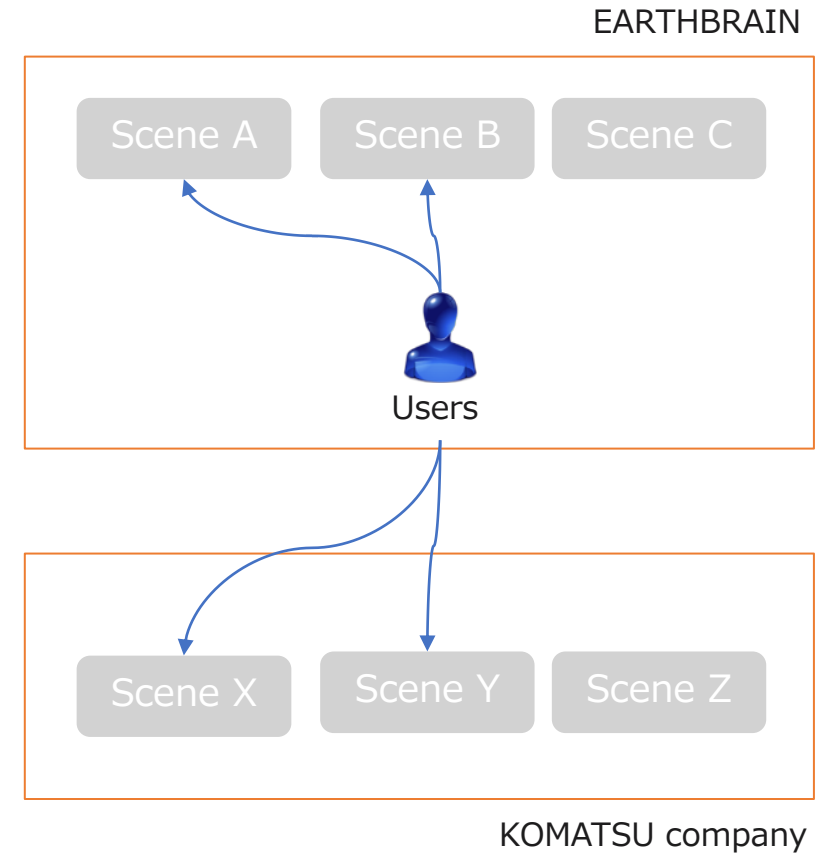 EARTHBRAIN
Scene A
Scene B
Scene C
Users
Scene X
Scene Y
Scene Z
KOMATSU company